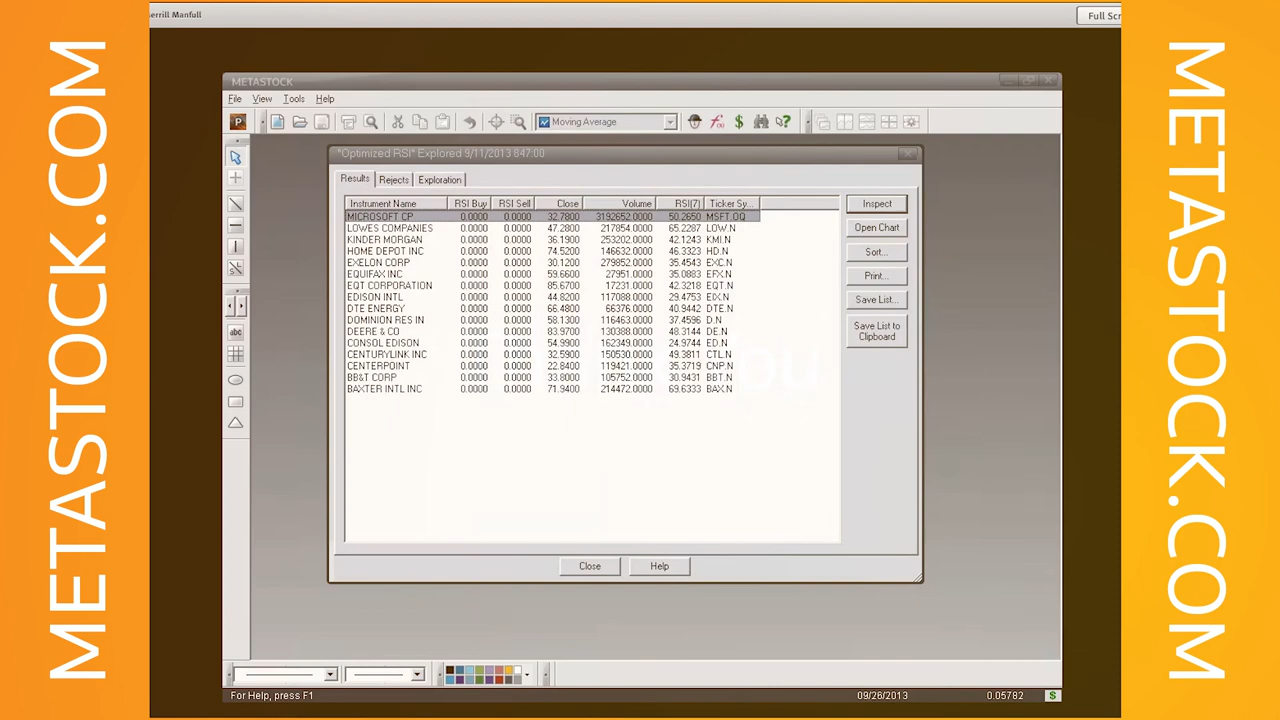 METASTOCK.COM
errill Manfull
Full Scr
METASTOCK
File View Tools Help
Moving Average
"Optimized RSI" Explored 9/11/2013 847:00
Results Rejects Exploration
Instrument Name RSI Buy RSI Sell Close Volume RSI(7) Ticker Sy...
MICROSOFT CP 0.0000 0.0000 32.7800 3192652.0000 50.2650 MSFT.OQ
LOWES COMPANIES 0.0000 0.0000 47.2800 217854.0000 65.2287 LOW.N
KINDER MORGAN 0.0000 0.0000 36.1900 253202.0000 42.1243 KMI.N
HOME DEPOT INC 0.0000 0.0000 74.5200 146632.0000 46.3323 HD.N
EXELON CORP 0.0000 0.0000 30.1200 279852.0000 35.4543 EXC.N
EQUIFAX INC 0.0000 0.0000 59.6600 27951.0000 35.0883 EFX.N
EQT CORPORATION 0.0000 0.0000 85.6700 17231.0000 42.3218 EQT.N
EDISON INTL 0.0000 0.0000 44.8200 117088.0000 29.4753 EIX.N
DTE ENERGY 0.0000 0.0000 66.4800 66376.0000 40.9442 DTE.N
DOMINION RES IN 0.0000 0.0000 58.1300 116463.0000 37.4596 D.N
DEERE & CO 0.0000 0.0000 83.9700 130388.0000 48.3144 DE.N
CONSOL EDISON 0.0000 0.0000 54.9900 162349.0000 24.9744 ED.N
CENTURYLINK INC 0.0000 0.0000 32.5900 150530.0000 49.3811 CTL.N
CENTERPOINT 0.0000 0.0000 22.8400 119421.0000 35.3719 CNP.N
BB&T CORP 0.0000 0.0000 33.8000 105752.0000 30.9431 BBT.N
BAXTER INTL INC 0.0000 0.0000 71.9400 214472.0000 69.6333 BAX.N
Inspect
Open Chart
Sort...
Print...
Save List...
Save List to
Clipboard
abc
Close Help
For Help, press F1 09/26/2013 0.05782 $
METASTOCK.COM